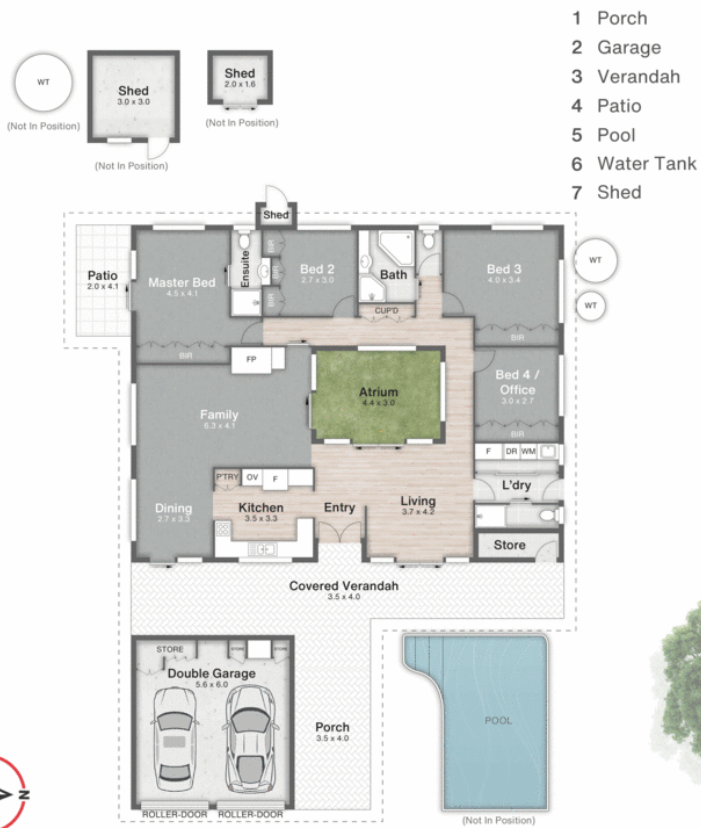 1 Porch
2 Garage
3 Verandah
4 Patio
5 Pool
6 Water Tank
7 Shed
WT
(Not In Position)
Shed
3.0 x 3.0
(Not In Position)
Shed
2.0 x 1.6
(Not In Position)
Shed
Patio
2.0 x 4.1
Master Bed
4.5 x 4.1
BIR
Ensuite
BIR
Bed 2
2.7 x 3.0
BIR
Bath
CUP'D
Bed 3
4.0 x 3.4
BIR
WT
WT
FP
Atrium
4.4 x 3.0
Bed 4 /
Office
3.0 x 2.7
BIR
Family
6.3 x 4.1
F DR WM
L'dry
P'TRY OV F
Dining
2.7 x 3.3
Kitchen
3.5 x 3.3
Entry
Living
3.7 x 4.2
Store
Covered Verandah
3.5 x 4.0
STORE
STORE
STORE
Double Garage
5.6 x 6.0
Porch
3.5 x 4.0
POOL
(Not In Position)
N
ROLLER-DOOR ROLLER-DOOR